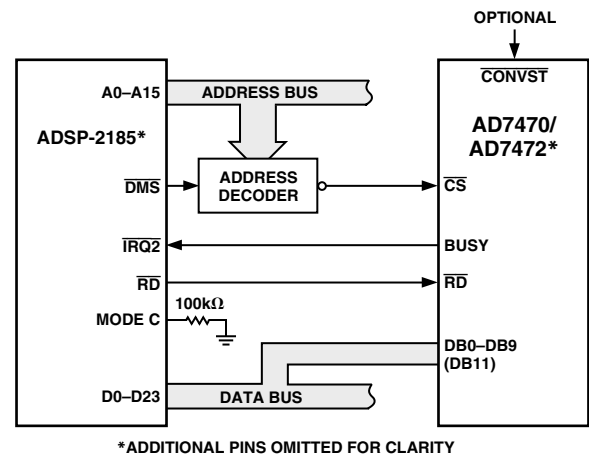 OPTIONAL
CONVST
A0–A15
ADDRESS BUS
ADSP-2185*
AD7470/
AD7472*
DMS
ADDRESS
DECODER
CS
IRQ2
BUSY
RD
RD
MODE C
100kΩ
DB0–DB9
(DB11)
D0–D23
DATA BUS
*ADDITIONAL PINS OMITTED FOR CLARITY